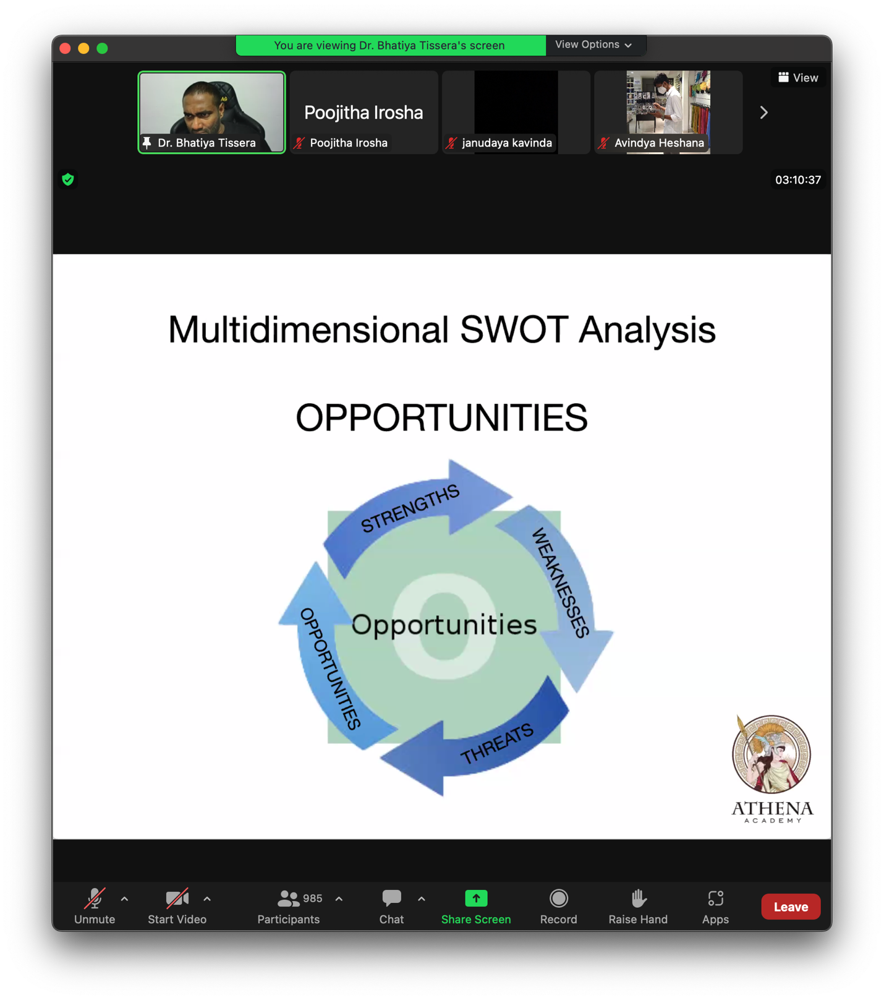 You are viewing Dr. Bhatiya Tissera's screen
View Options
View
AG
Poojitha Irosha
Dr. Bhatiya Tissera
Poojitha Irosha
janudaya kavinda
Avindya Heshana
03:10:37
Multidimensional SWOT Analysis
OPPORTUNITIES
STRENGTHS
WEAKNESSES
O
Opportunities
OPPORTUNITIES
THREATS
ATHENA
ACADEMY
985
Unmute
Start Video
Participants
Chat
Share Screen
Record
Raise Hand
Apps
Leave